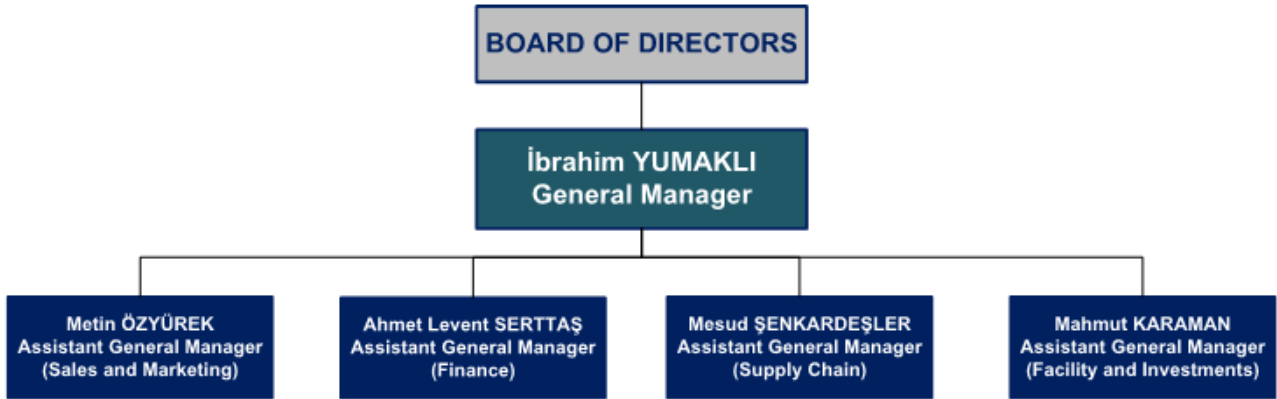 BOARD OF DIRECTORS
İbrahim YUMAKLI
General Manager
Metin ÖZYÜREK
Assistant General Manager
(Sales and Marketing)
Ahmet Levent SERTTAŞ
Assistant General Manager
(Finance)
Mesud ŞENKARDEŞLER
Assistant General Manager
(Supply Chain)
Mahmut KARAMAN
Assistant General Manager
(Facility and Investments)